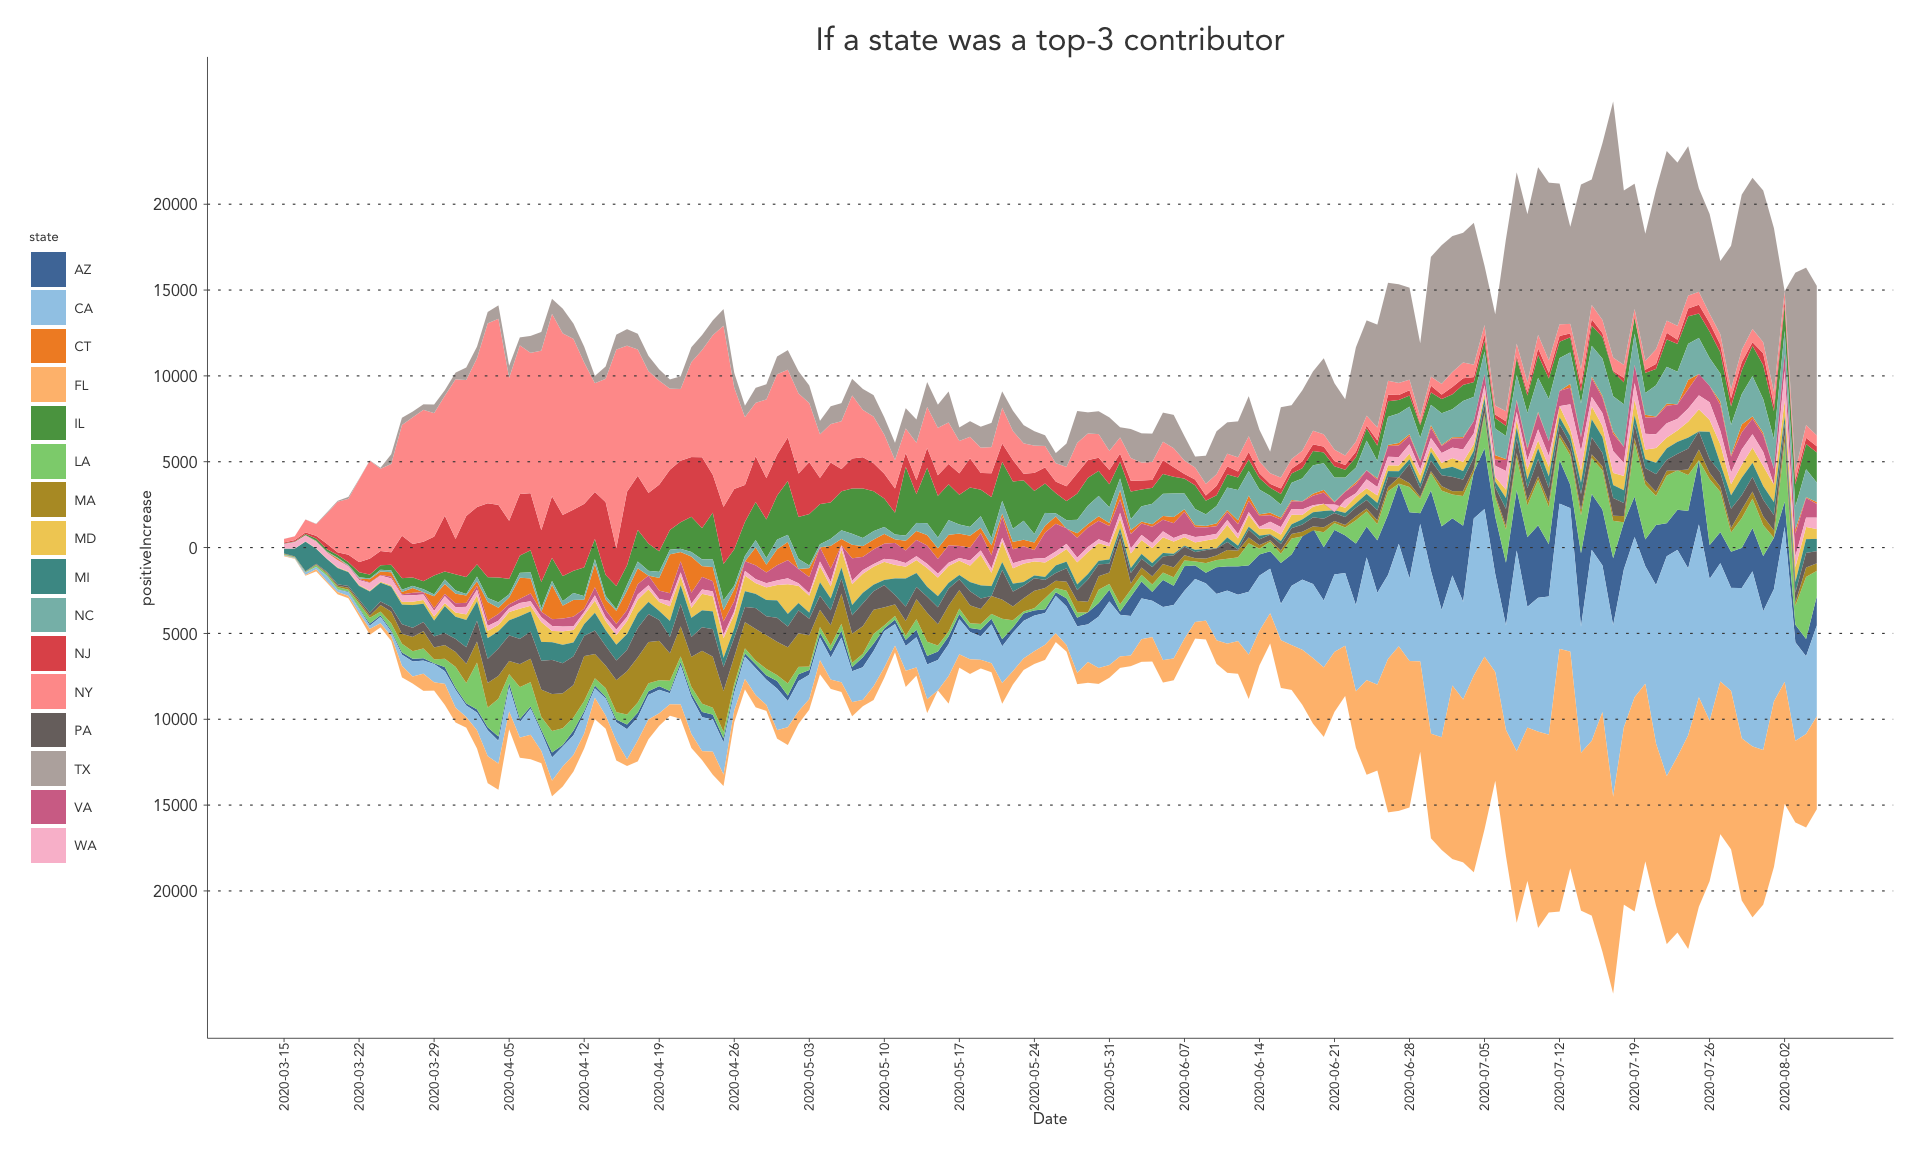 If a state was a top-3 contributor
state
AZ
CA
CT
FL
IL
LA
MA
MD
MI
NC
NJ
NY
PA
TX
VA
WA
positiveIncrease
20000
15000
10000
5000
0
5000
10000
15000
20000
2020-03-15
2020-03-22
2020-03-29
2020-04-05
2020-04-12
2020-04-19
2020-04-26
2020-05-03
2020-05-10
2020-05-17
2020-05-24
2020-05-31
2020-06-07
2020-06-14
2020-06-21
2020-06-28
2020-07-05
2020-07-12
2020-07-19
2020-07-26
2020-08-02
Date